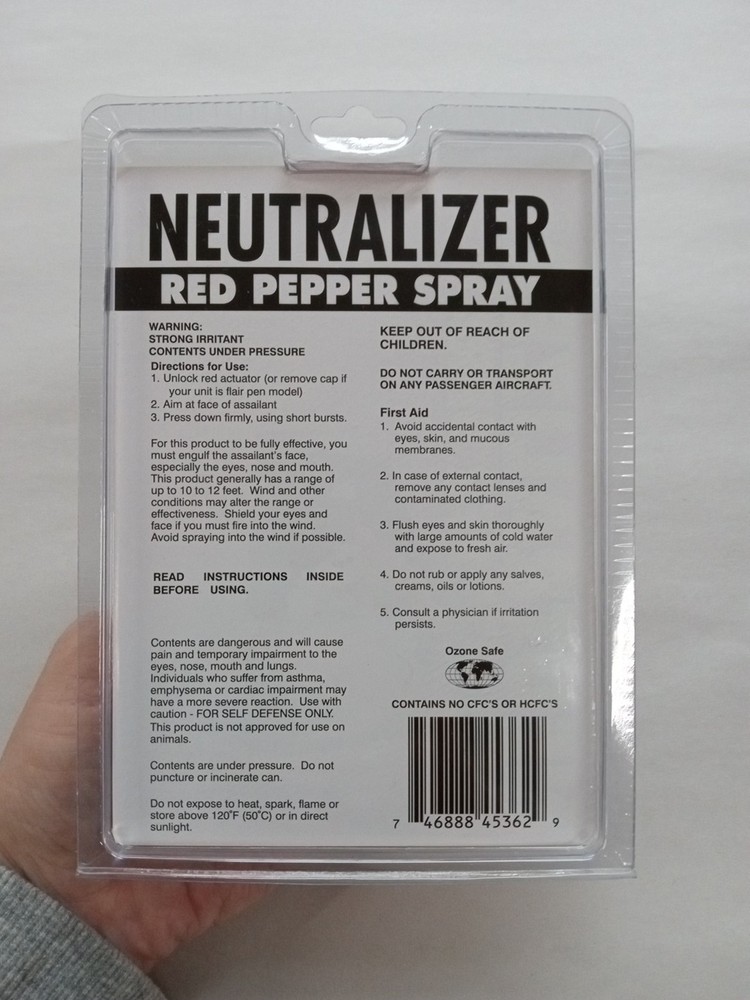 NEUTRALIZER
RED PEPPER SPRAY
WARNING:
STRONG IRRITANT
CONTENTS UNDER PRESSURE
Directions for Use:
1. Unlock red actuator (or remove cap if
your unit is flair pen model)
2. Aim at face of assailant
3. Press down firmly, using short bursts.
For this product to be fully effective, you
must engulf the assailant's face,
especially the eyes, nose and mouth.
This product generally has a range of
up to 10 to 12 feet. Wind and other
conditions may alter the range or
effectiveness. Shield your eyes and
face if you must fire into the wind.
Avoid spraying into the wind if possible.
READ INSTRUCTIONS INSIDE
BEFORE USING.
Contents are dangerous and will cause
pain and temporary impairment to the
eyes, nose, mouth and lungs.
Individuals who suffer from asthma,
emphysema or cardiac impairment may
have a more severe reaction. Use with
caution - FOR SELF DEFENSE ONLY.
This product is not approved for use on
animals.
Contents are under pressure. Do not
puncture or incinerate can.
Do not expose to heat, spark, flame or
store above 120°F (50°C) or in direct
sunlight.
KEEP OUT OF REACH OF
CHILDREN.
DO NOT CARRY OR TRANSPORT
ON ANY PASSENGER AIRCRAFT.
First Aid
1. Avoid accidental contact with
eyes, skin, and mucous
membranes.
2. In case of external contact,
remove any contact lenses and
contaminated clothing.
3. Flush eyes and skin thoroughly
with large amounts of cold water
and expose to fresh air.
4. Do not rub or apply any salves,
creams, oils or lotions.
5. Consult a physician if irritation
persists.
Ozone Safe
CONTAINS NO CFC'S OR HCFC'S
7 46888 45362 9